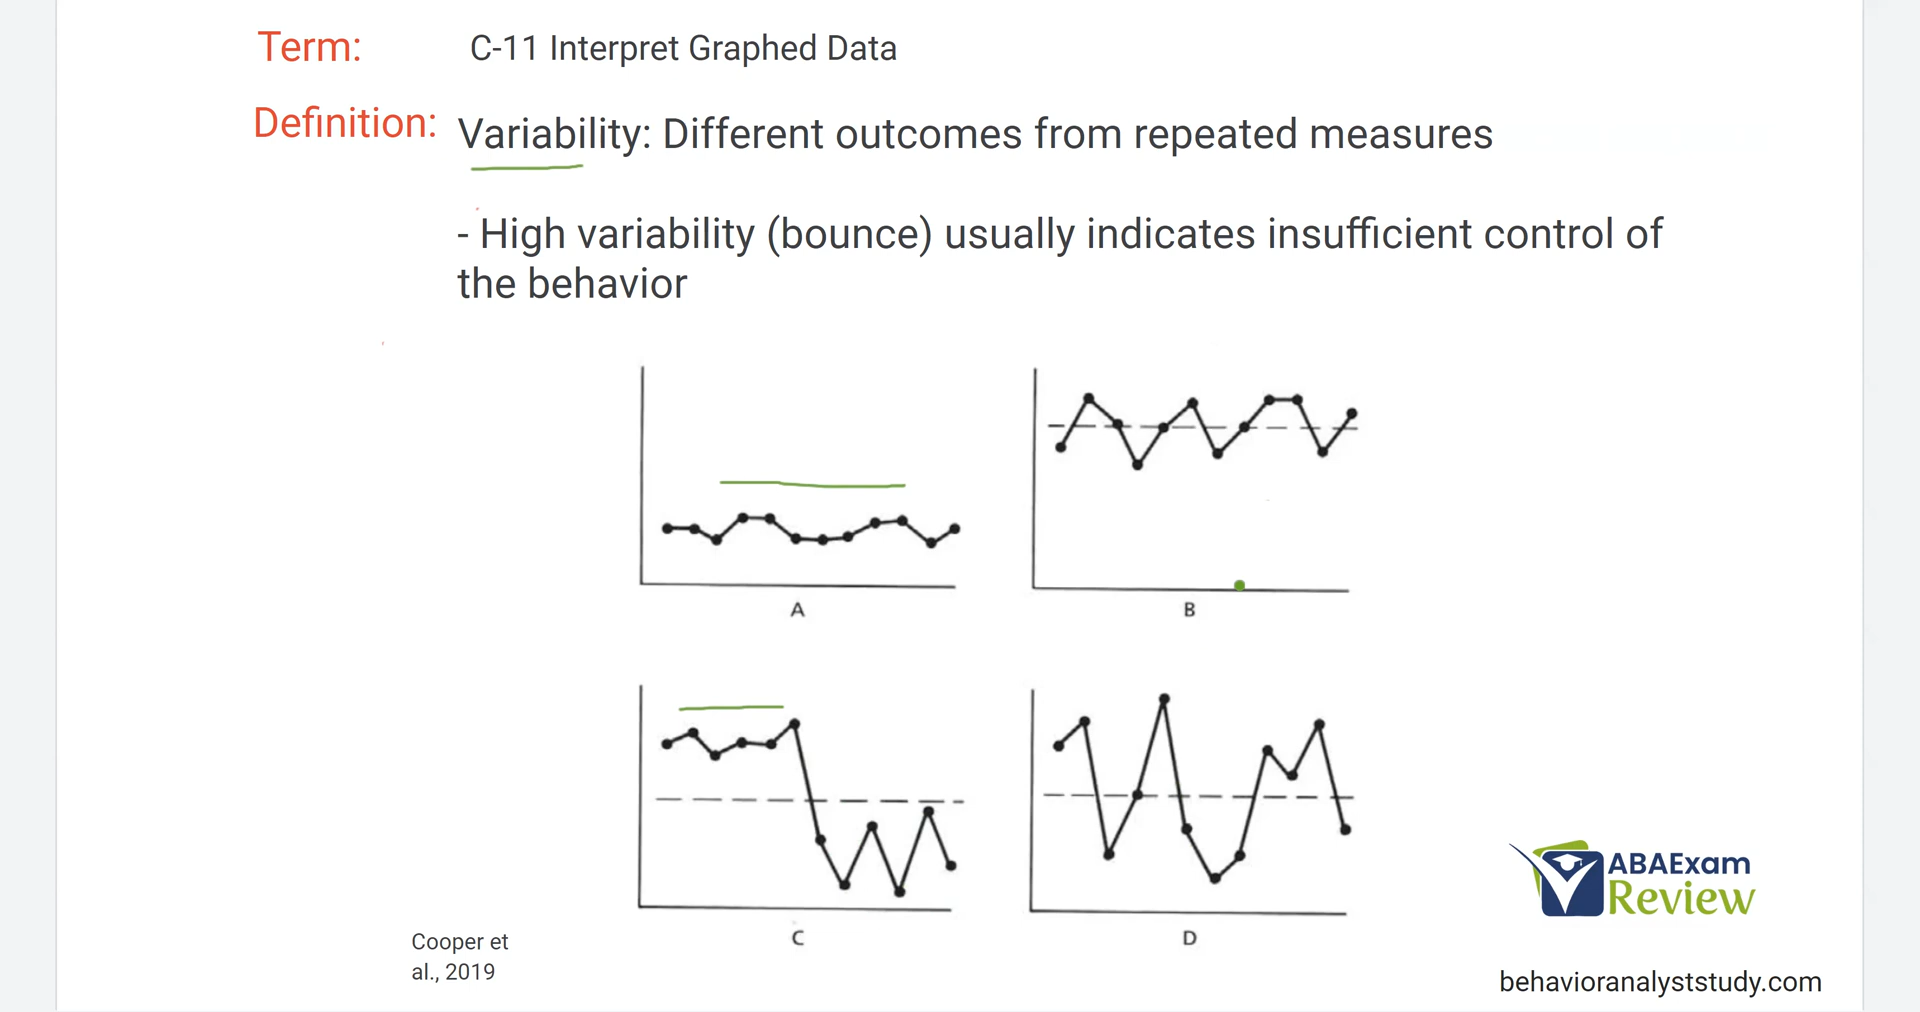 Term: C-11 Interpret Graphed Data
Definition: Variability: Different outcomes from repeated measures
- High variability (bounce) usually indicates insufficient control of
the behavior
A
B
C
D
Cooper et
al., 2019
ABAExam
Review
behavioranalyststudy.com